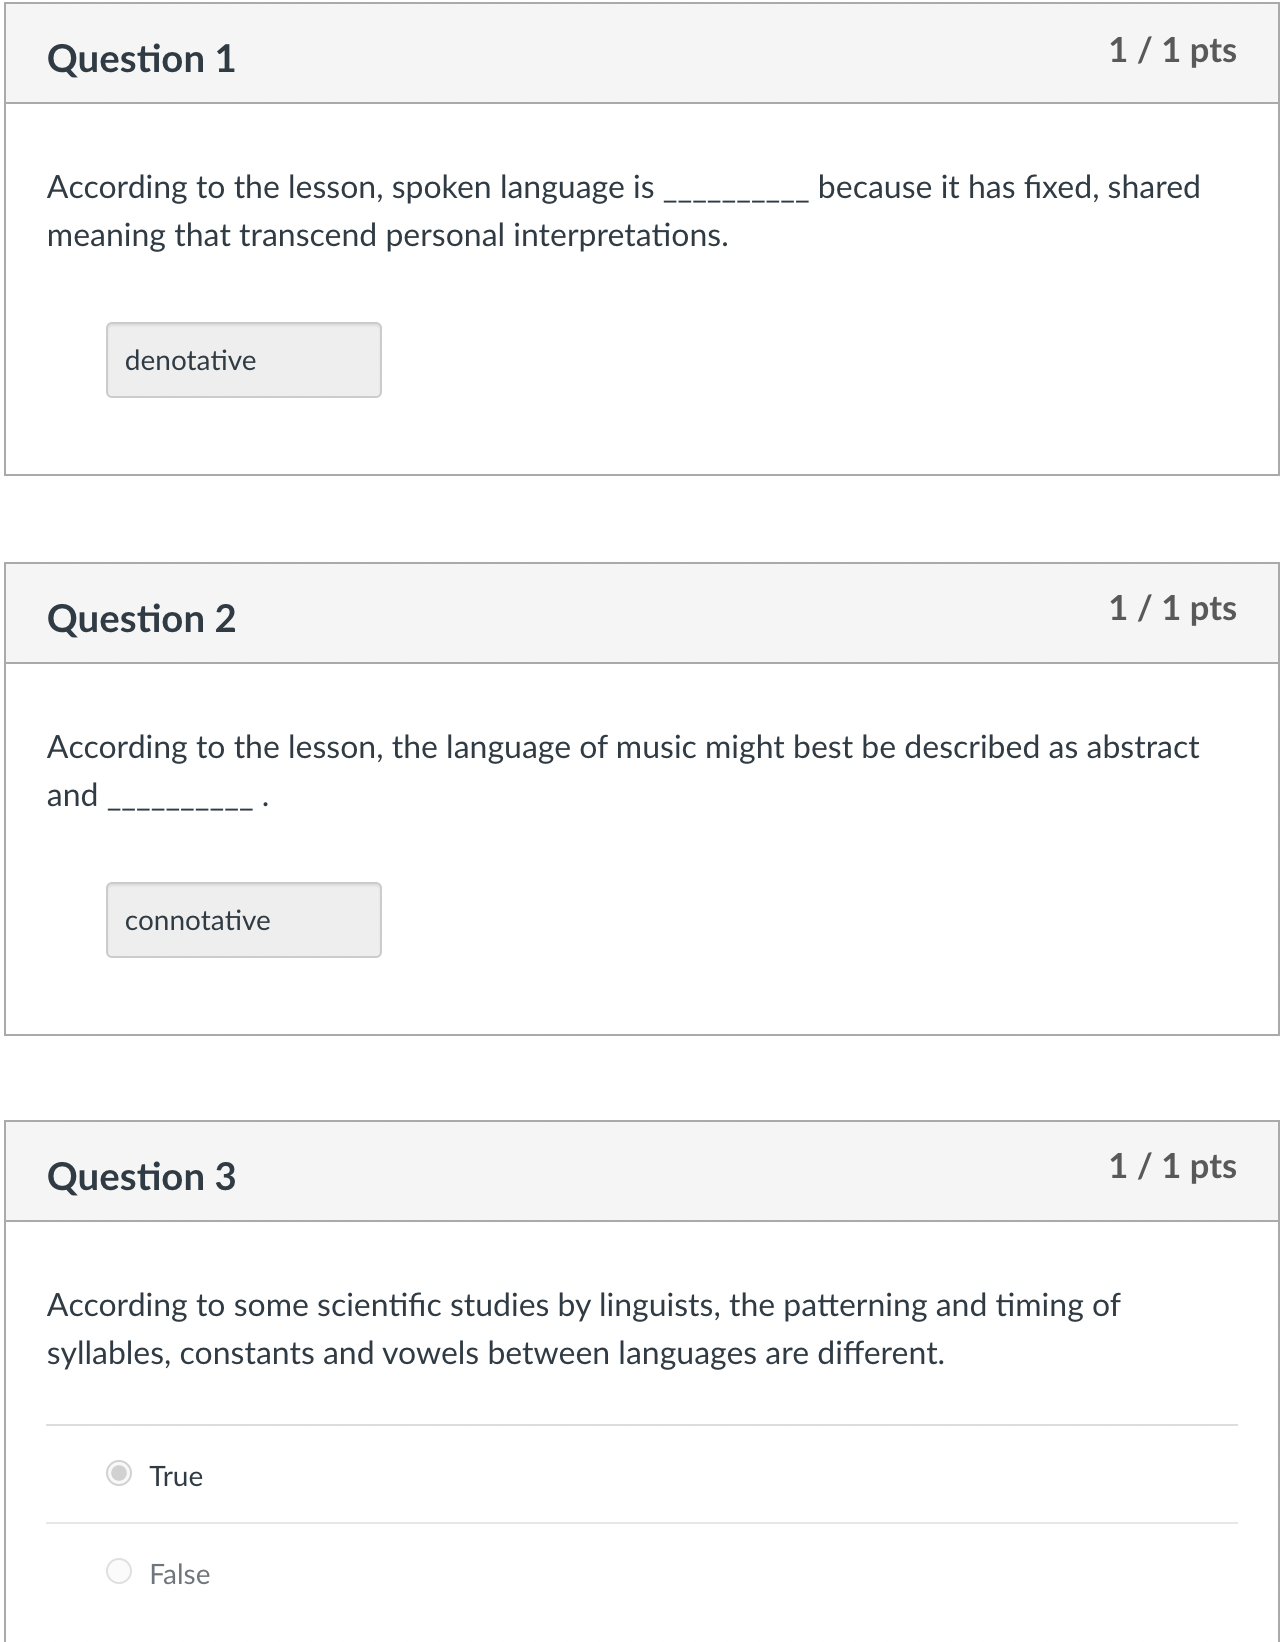 Question 1
1 / 1 pts
According to the lesson, spoken language is __________ because it has fixed, shared
meaning that transcend personal interpretations.
denotative
Question 2
1 / 1 pts
According to the lesson, the language of music might best be described as abstract
and __________ .
connotative
Question 3
1 / 1 pts
According to some scientific studies by linguists, the patterning and timing of
syllables, constants and vowels between languages are different.
True
False